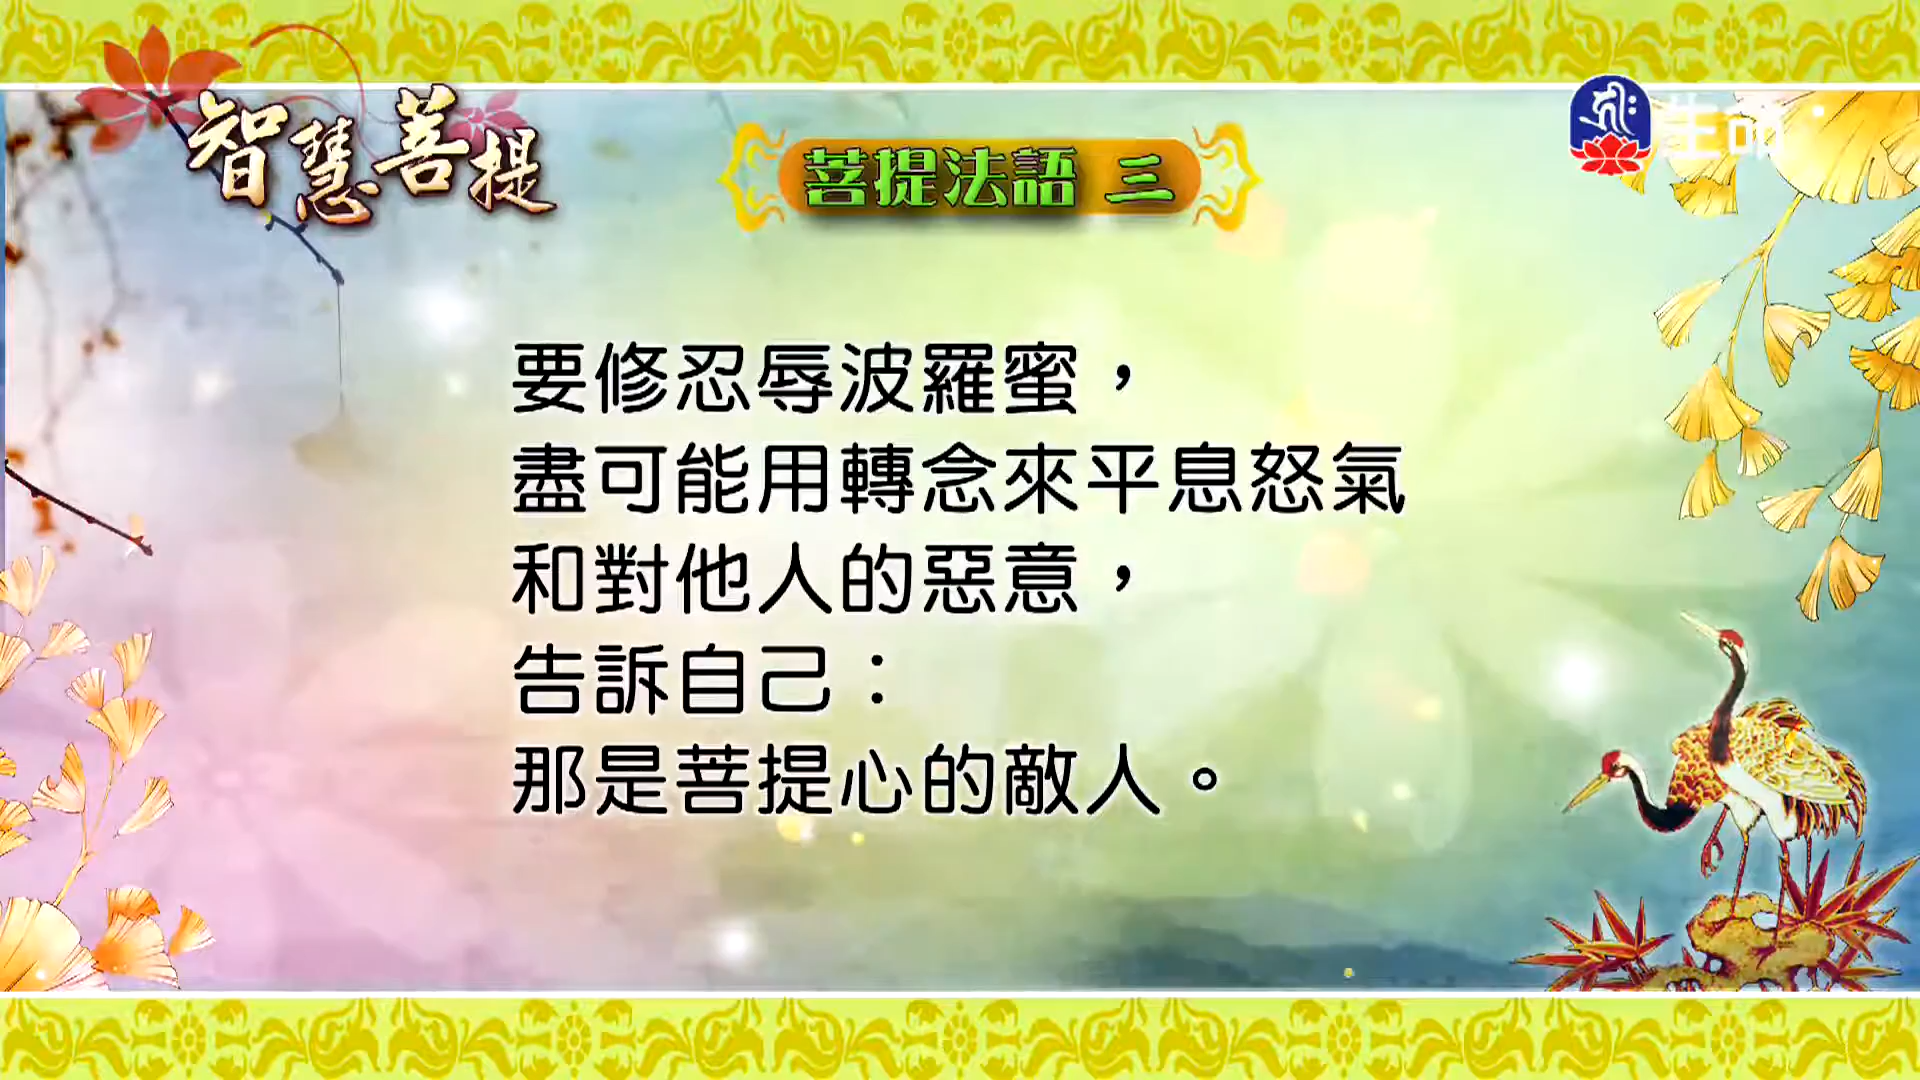 智慧菩提
菩提法語 三
生命
要修忍辱波羅蜜，
盡可能用轉念來平息怒氣
和對他人的惡意，
告訴自己：
那是菩提心的敵人。